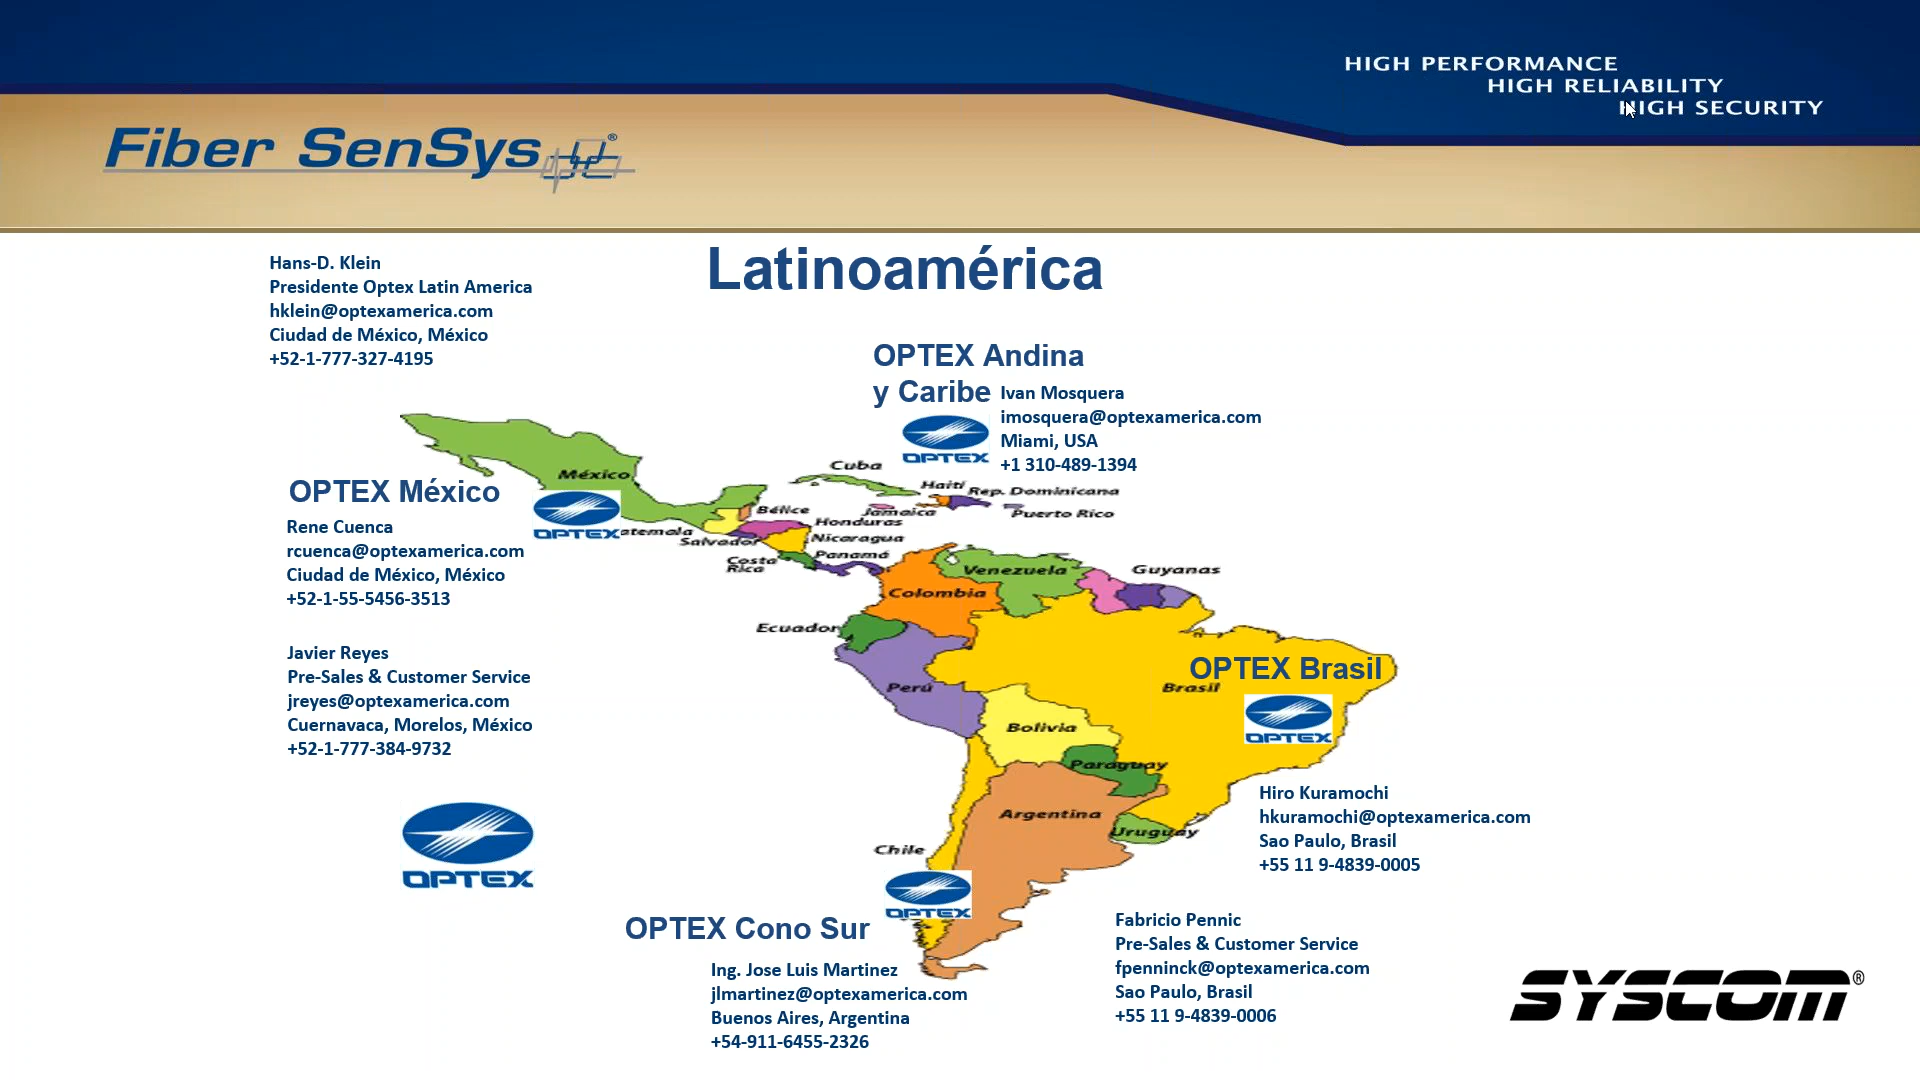 HIGH PERFORMANCE
HIGH RELIABILITY
HIGH SECURITY
Fiber SenSys®
Latinoamérica
Hans-D. Klein
Presidente Optex Latin America
hklein@optexamerica.com
Ciudad de México, México
+52-1-777-327-4195
OPTEX Andina
y Caribe
Ivan Mosquera
imosquera@optexamerica.com
Miami, USA
+1 310-489-1394
OPTEX
OPTEX México
Rene Cuenca
rcuenca@optexamerica.com
Ciudad de México, México
+52-1-55-5456-3513
OPTEX
Javier Reyes
Pre-Sales & Customer Service
jreyes@optexamerica.com
Cuernavaca, Morelos, México
+52-1-777-384-9732
OPTEX
México
Cuba
Haití
Rep. Dominicana
Jamaica
Puerto Rico
Bélice
Honduras
atemala
Salvador
Nicaragua
Costa
Rica
Panamá
Venezuela
Guyanas
Colombia
Ecuador
Perú
Brasil
Bolivia
Paraguay
Argentina
Uruguay
Chile
OPTEX Brasil
OPTEX
Hiro Kuramochi
hkuramochi@optexamerica.com
Sao Paulo, Brasil
+55 11 9-4839-0005
Fabricio Pennic
Pre-Sales & Customer Service
fpenninck@optexamerica.com
Sao Paulo, Brasil
+55 11 9-4839-0006
OPTEX
OPTEX Cono Sur
Ing. Jose Luis Martinez
jlmartinez@optexamerica.com
Buenos Aires, Argentina
+54-911-6455-2326
SYSCOM®